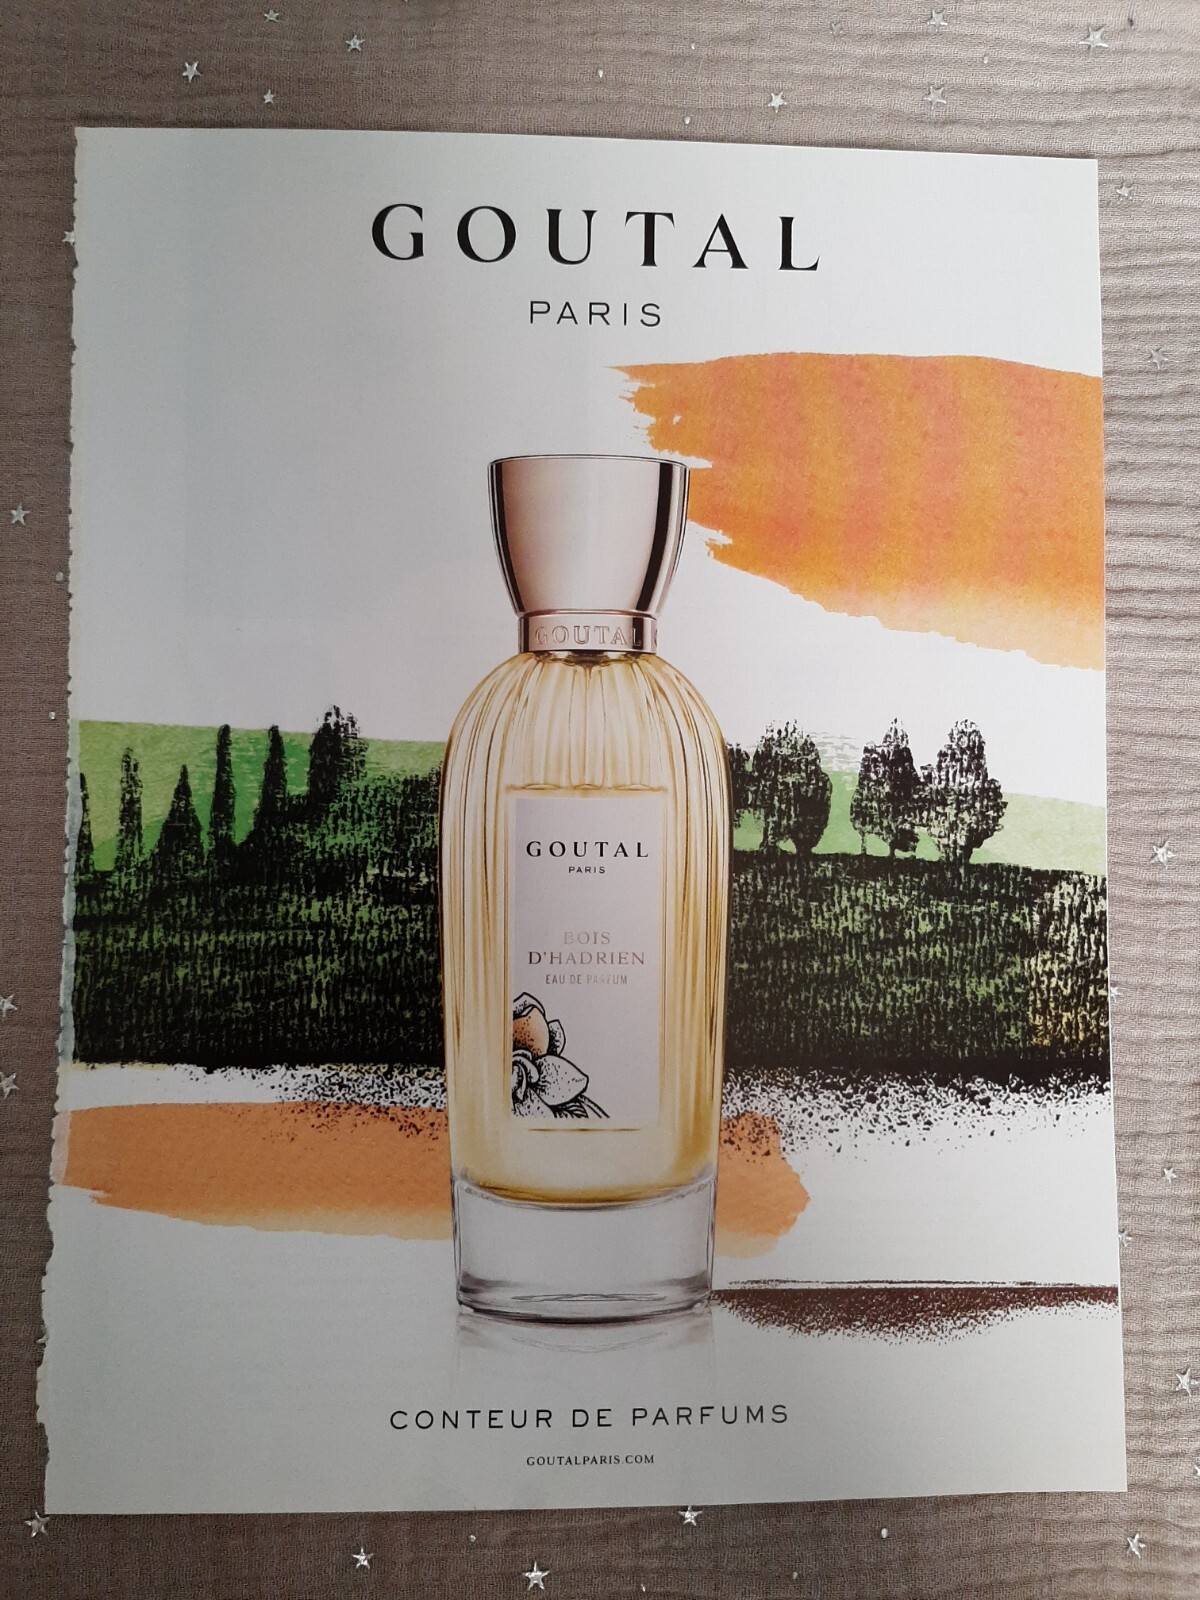 GOUTAL
PARIS
GOUTAL
GOUTAL
PARIS
BOIS
D'HADRIEN
EAU DE PARFUM
CONTEUR DE PARFUMS
GOUTALPARIS.COM